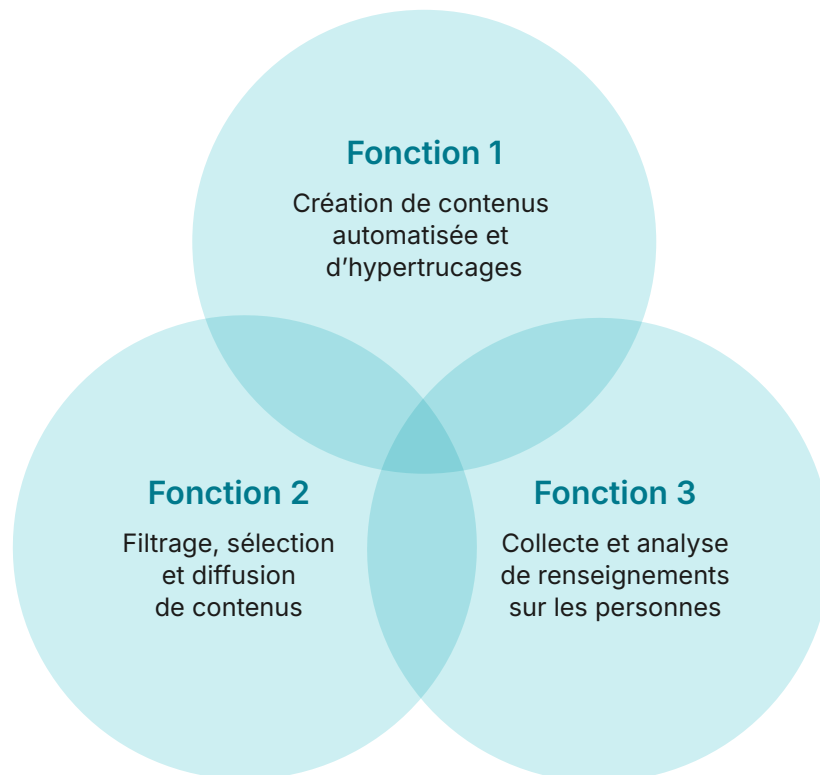 Fonction 1
Création de contenus
automatisée et
d’hypertrucages
Fonction 2
Filtrage, sélection
et diffusion
de contenus
Fonction 3
Collecte et analyse
de renseignements
sur les personnes